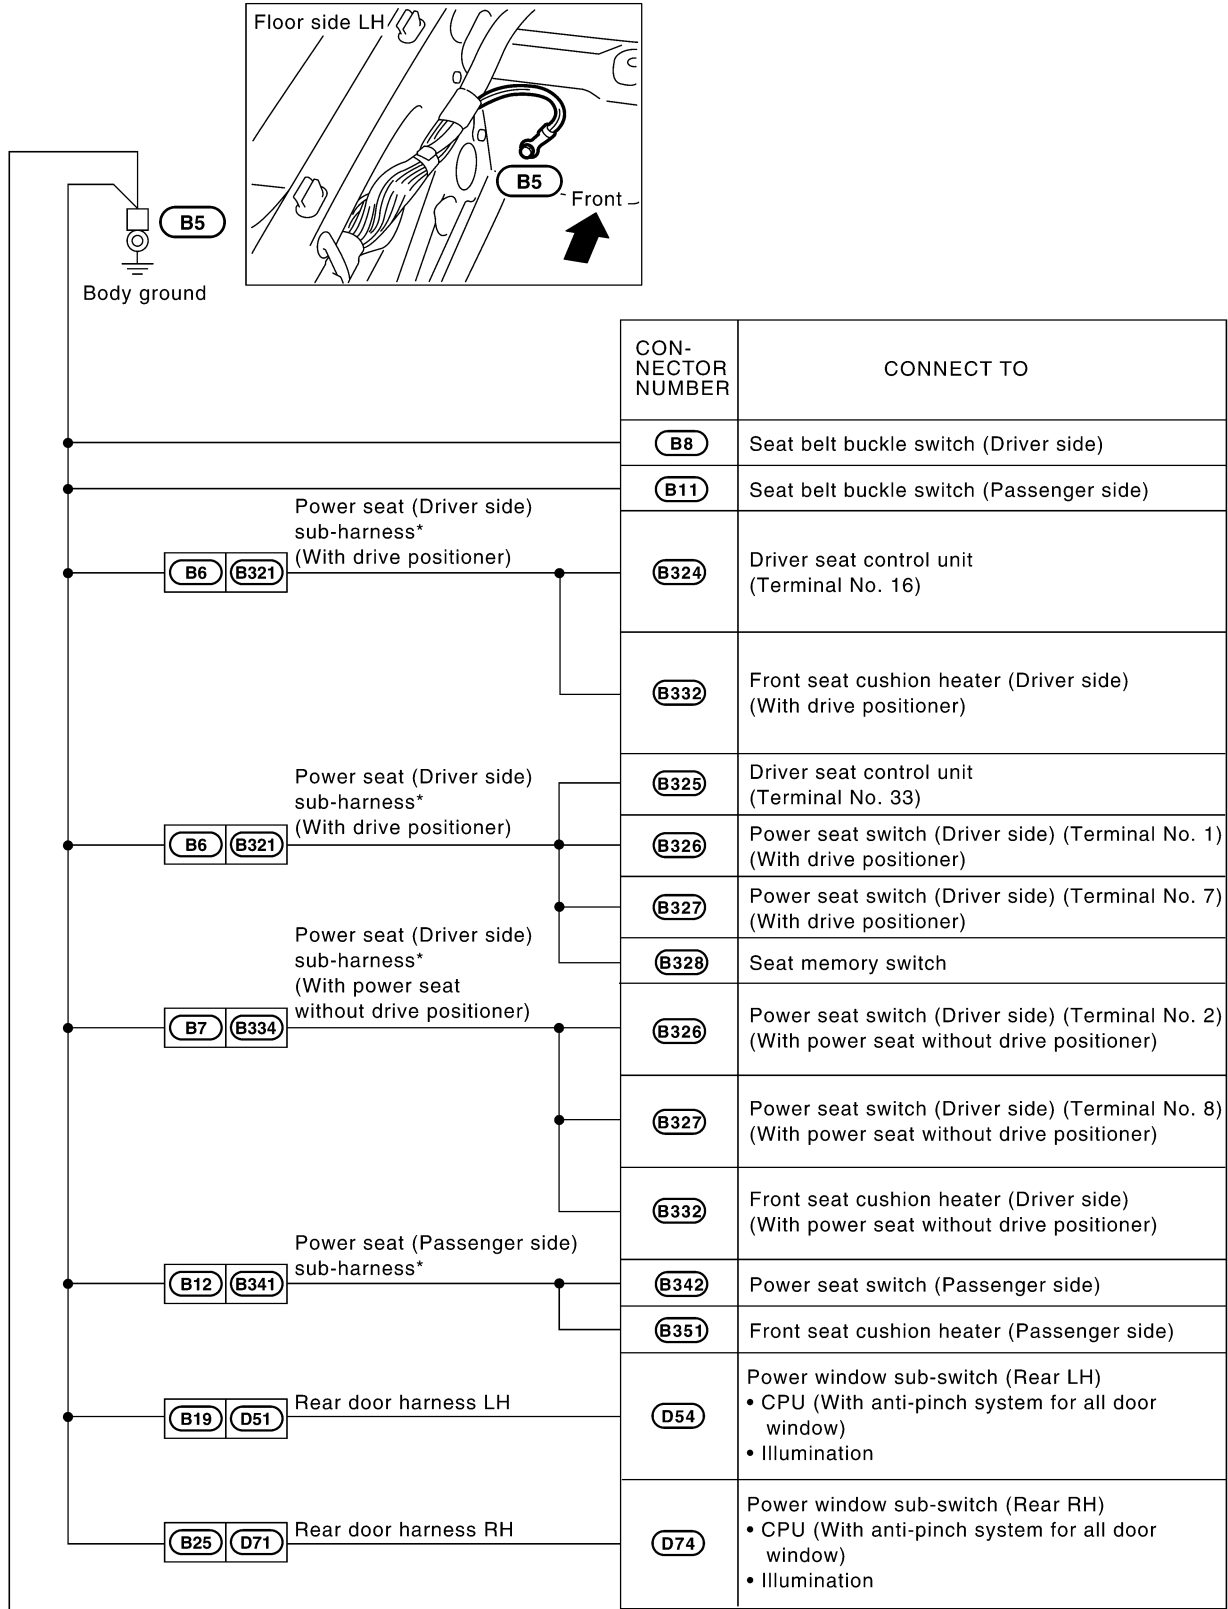 Floor side LH
B5
Front
B5
Body ground
CON-
NECTOR
NUMBER
CONNECT TO
B8
Seat belt buckle switch (Driver side)
B11
Seat belt buckle switch (Passenger side)
Power seat (Driver side)
sub-harness*
(With drive positioner)
B6
B321
B324
Driver seat control unit
(Terminal No. 16)
B332
Front seat cushion heater (Driver side)
(With drive positioner)
Power seat (Driver side)
sub-harness*
(With drive positioner)
B6
B321
B325
Driver seat control unit
(Terminal No. 33)
B326
Power seat switch (Driver side) (Terminal No. 1)
(With drive positioner)
B327
Power seat switch (Driver side) (Terminal No. 7)
(With drive positioner)
B328
Seat memory switch
Power seat (Driver side)
sub-harness*
(With power seat
without drive positioner)
B7
B334
B326
Power seat switch (Driver side) (Terminal No. 2)
(With power seat without drive positioner)
B327
Power seat switch (Driver side) (Terminal No. 8)
(With power seat without drive positioner)
B332
Front seat cushion heater (Driver side)
(With power seat without drive positioner)
Power seat (Passenger side)
sub-harness*
B12
B341
B342
Power seat switch (Passenger side)
B351
Front seat cushion heater (Passenger side)
Rear door harness LH
B19
D51
D54
Power window sub-switch (Rear LH)
• CPU (With anti-pinch system for all door
window)
• Illumination
Rear door harness RH
B25
D71
D74
Power window sub-switch (Rear RH)
• CPU (With anti-pinch system for all door
window)
• Illumination